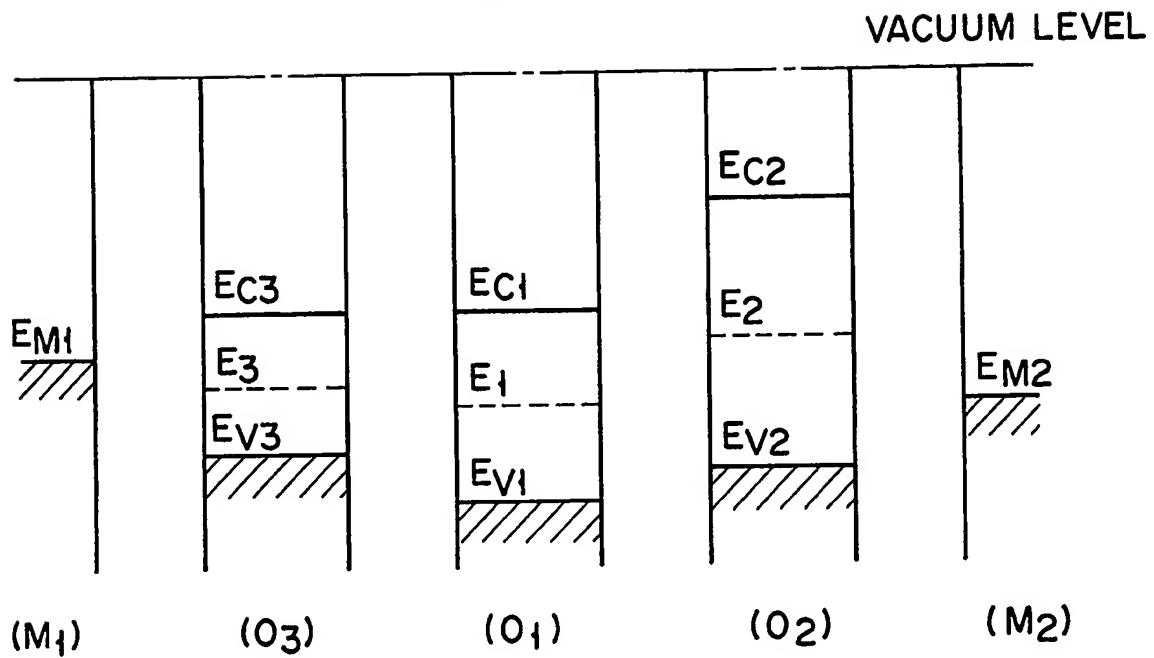 VACUUM LEVEL
EC2
EC3
EC1
E2
EM1
E3
E1
EM2
EV3
EV2
EV1
(M1) (O3) (O1) (O2) (M2)